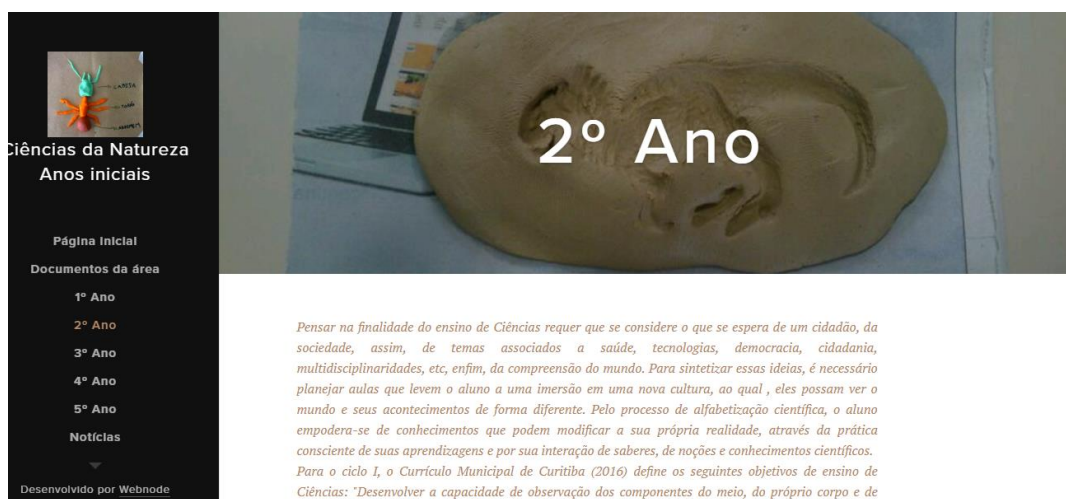 Ciências da Natureza
Anos iniciais
Página Inicial
Documentos da área
1º Ano
2º Ano
3º Ano
4º Ano
5º Ano
Notícias
Desenvolvido por Webnode
2º Ano
Pensar na finalidade do ensino de Ciências requer que se considere o que se espera de um cidadão, da
sociedade, assim, de temas associados a saúde, tecnologias, democracia, cidadania,
multidisciplinaridades, etc, enfim, da compreensão do mundo. Para sintetizar essas ideias, é necessário
planejar aulas que levem o aluno a uma imersão em uma nova cultura, ao qual , eles possam ver o
mundo e seus acontecimentos de forma diferente. Pelo processo de alfabetização científica, o aluno
empodera-se de conhecimentos que podem modificar a sua própria realidade, através da prática
consciente de suas aprendizagens e por sua interação de saberes, de noções e conhecimentos científicos.
Para o ciclo I, o Currículo Municipal de Curitiba (2016) define os seguintes objetivos de ensino de
Ciências: "Desenvolver a capacidade de observação dos componentes do meio, do próprio corpo e de